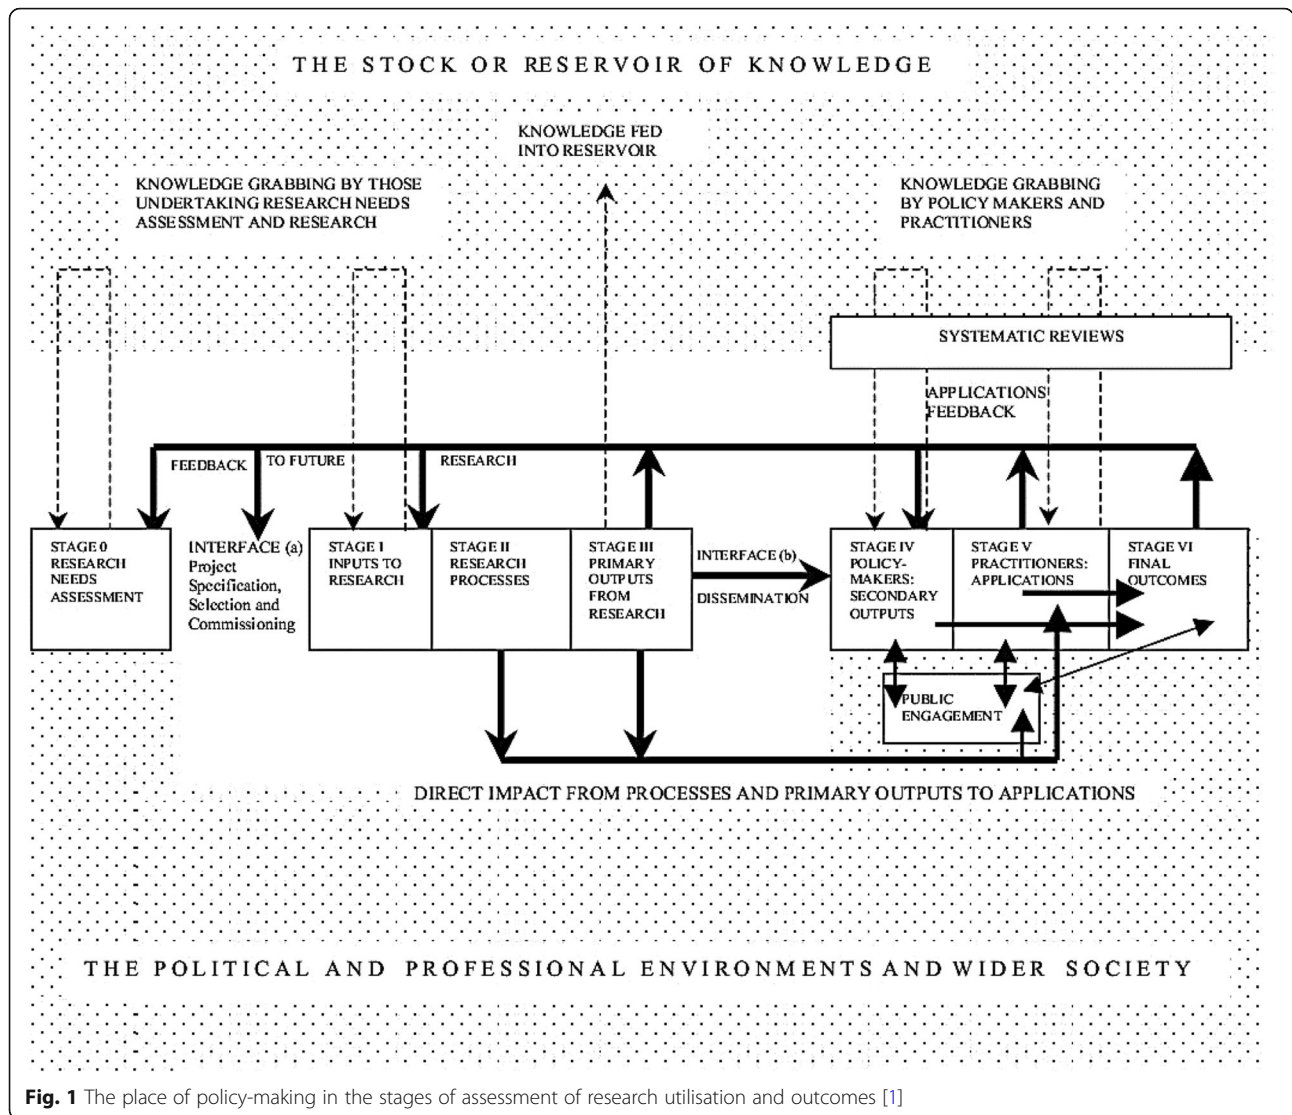 THE STOCK OR RESERVOIR OF KNOWLEDGE
KNOWLEDGE FED
INTO RESERVOIR
KNOWLEDGE GRABBING BY THOSE
UNDERTAKING RESEARCH NEEDS
ASSESSMENT AND RESEARCH
KNOWLEDGE GRABBING
BY POLICY MAKERS AND
PRACTITIONERS
SYSTEMATIC REVIEWS
APPLICATIONS
FEEDBACK
FEEDBACK
TO FUTURE
RESEARCH
STAGE 0
RESEARCH
NEEDS
ASSESSMENT
INTERFACE (a)
Project
Specification,
Selection and
Commissioning
STAGE I
INPUTS TO
RESEARCH
STAGE II
RESEARCH
PROCESSES
STAGE III
PRIMARY
OUTPUTS
FROM
RESEARCH
INTERFACE (b)
DISSEMINATION
STAGE IV
POLICY-
MAKERS:
SECONDARY
OUTPUTS
STAGE V
PRACTITIONERS:
APPLICATIONS
STAGE VI
FINAL
OUTCOMES
PUBLIC
ENGAGEMENT
DIRECT IMPACT FROM PROCESSES AND PRIMARY OUTPUTS TO APPLICATIONS
THE POLITICAL AND PROFESSIONAL ENVIRONMENTS AND WIDER SOCIETY
Fig. 1 The place of policy-making in the stages of assessment of research utilisation and outcomes [1]